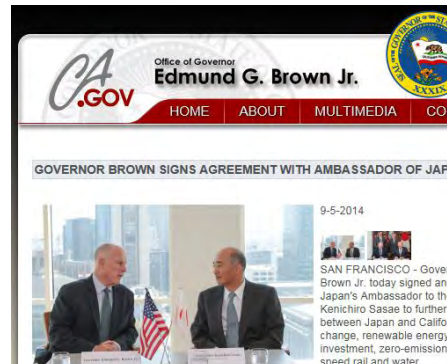 CA
.GOV
Office of Governor
Edmund G. Brown Jr.
HOME ABOUT MULTIMEDIA CO
GOVERNOR BROWN SIGNS AGREEMENT WITH AMBASSADOR OF JAP
9-5-2014
SAN FRANCISCO - Gove
Brown Jr. today signed an
Japan's Ambassador to th
Kenichiro Sasae to further
between Japan and Califo
change, renewable energy
investment, zero-emission
speed rail and water